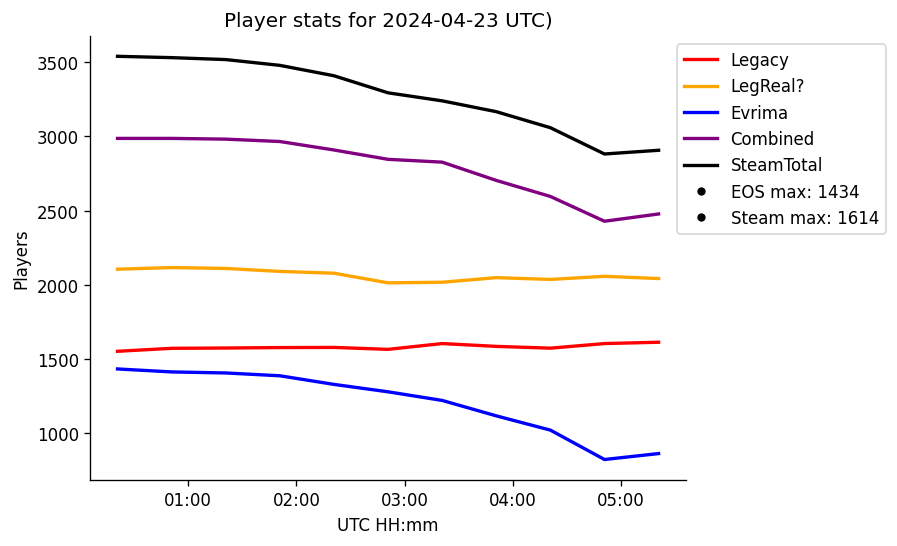 Player stats for 2024-04-23 UTC)
Legacy
LegReal?
Evrima
Combined
SteamTotal
EOS max: 1434
Steam max: 1614
3500
3000
2500
2000
1500
1000
Players
01:00 02:00 03:00 04:00 05:00
UTC HH:mm